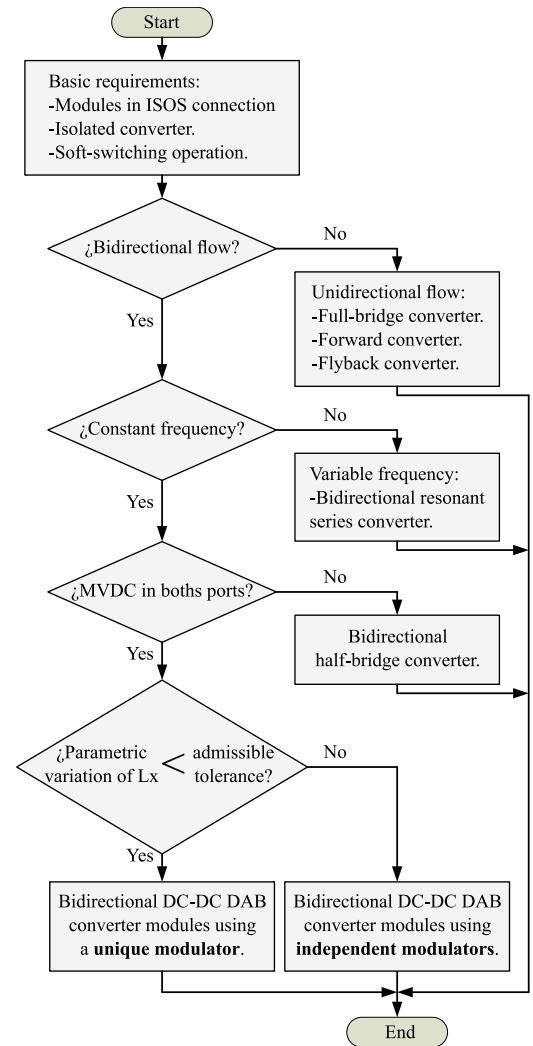 Start
Basic requirements:
-Modules in ISOS connection
-Isolated converter.
-Soft-switching operation.
¿Bidirectional flow?
No
Yes
Unidirectional flow:
-Full-bridge converter.
-Forward converter.
-Flyback converter.
¿Constant frequency?
No
Yes
Variable frequency:
-Bidirectional resonant
series converter.
¿MVDC in boths ports?
No
Yes
Bidirectional
half-bridge converter.
¿Parametric
variation of Lx
<
admissible
tolerance?
No
Yes
Bidirectional DC-DC DAB
converter modules using
a unique modulator.
Bidirectional DC-DC DAB
converter modules using
independent modulators.
End